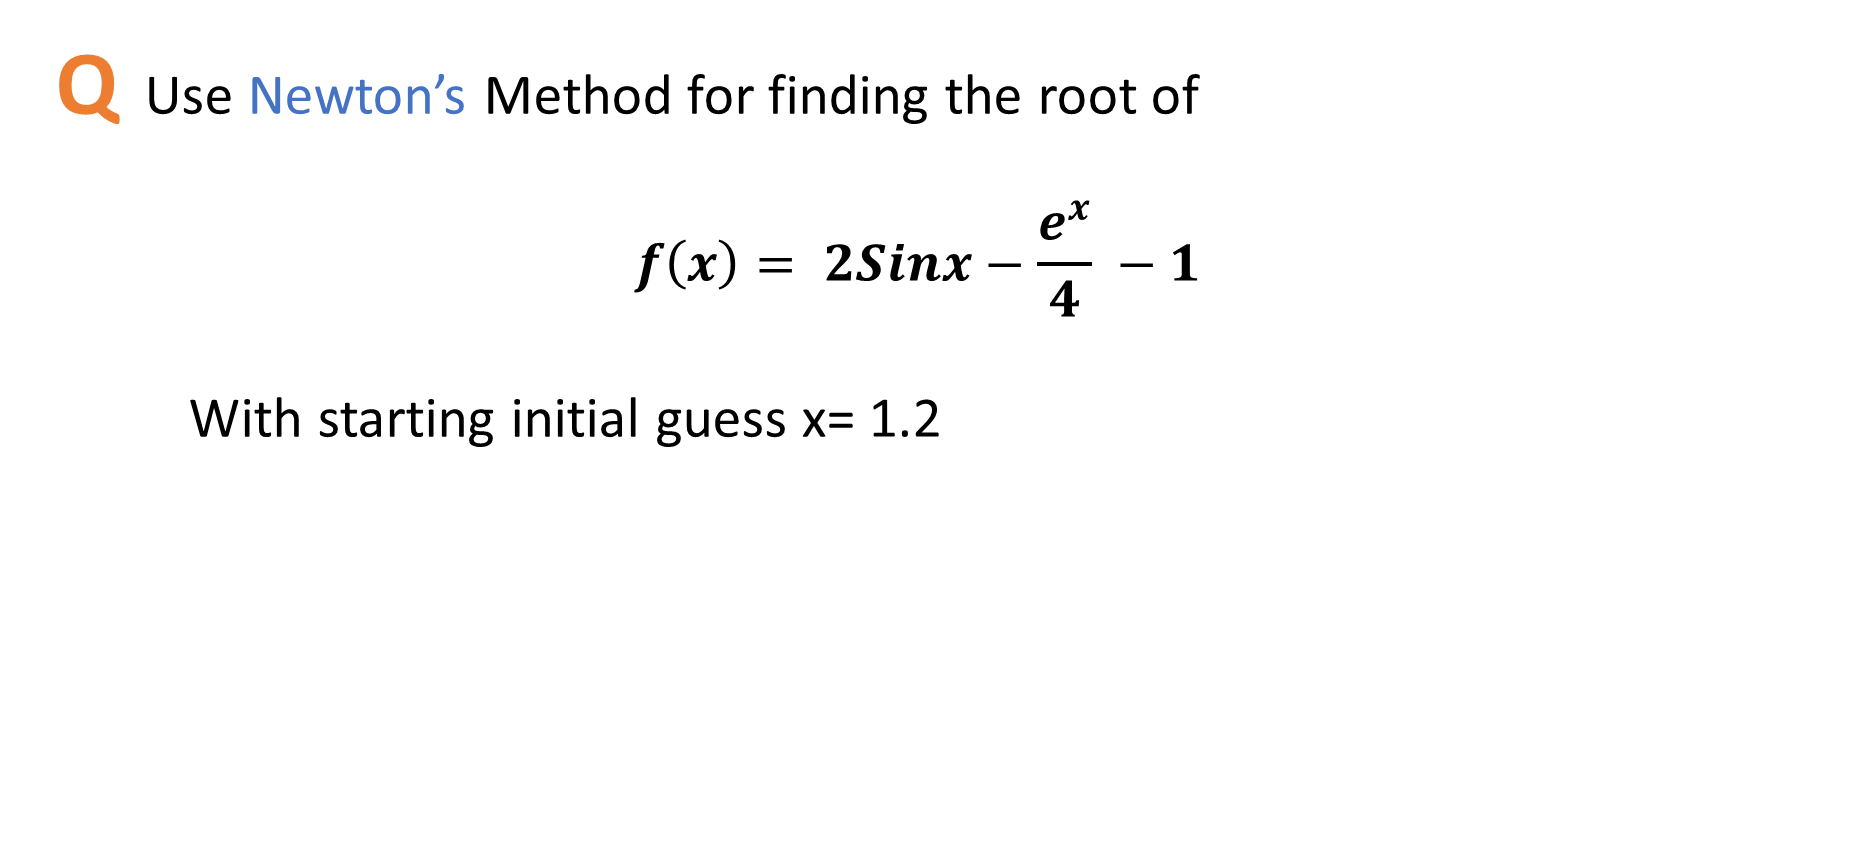 Q Use Newton’s Method for finding the root of
f(x) = 2Sinx − e^x/4 − 1
With starting initial guess x= 1.2